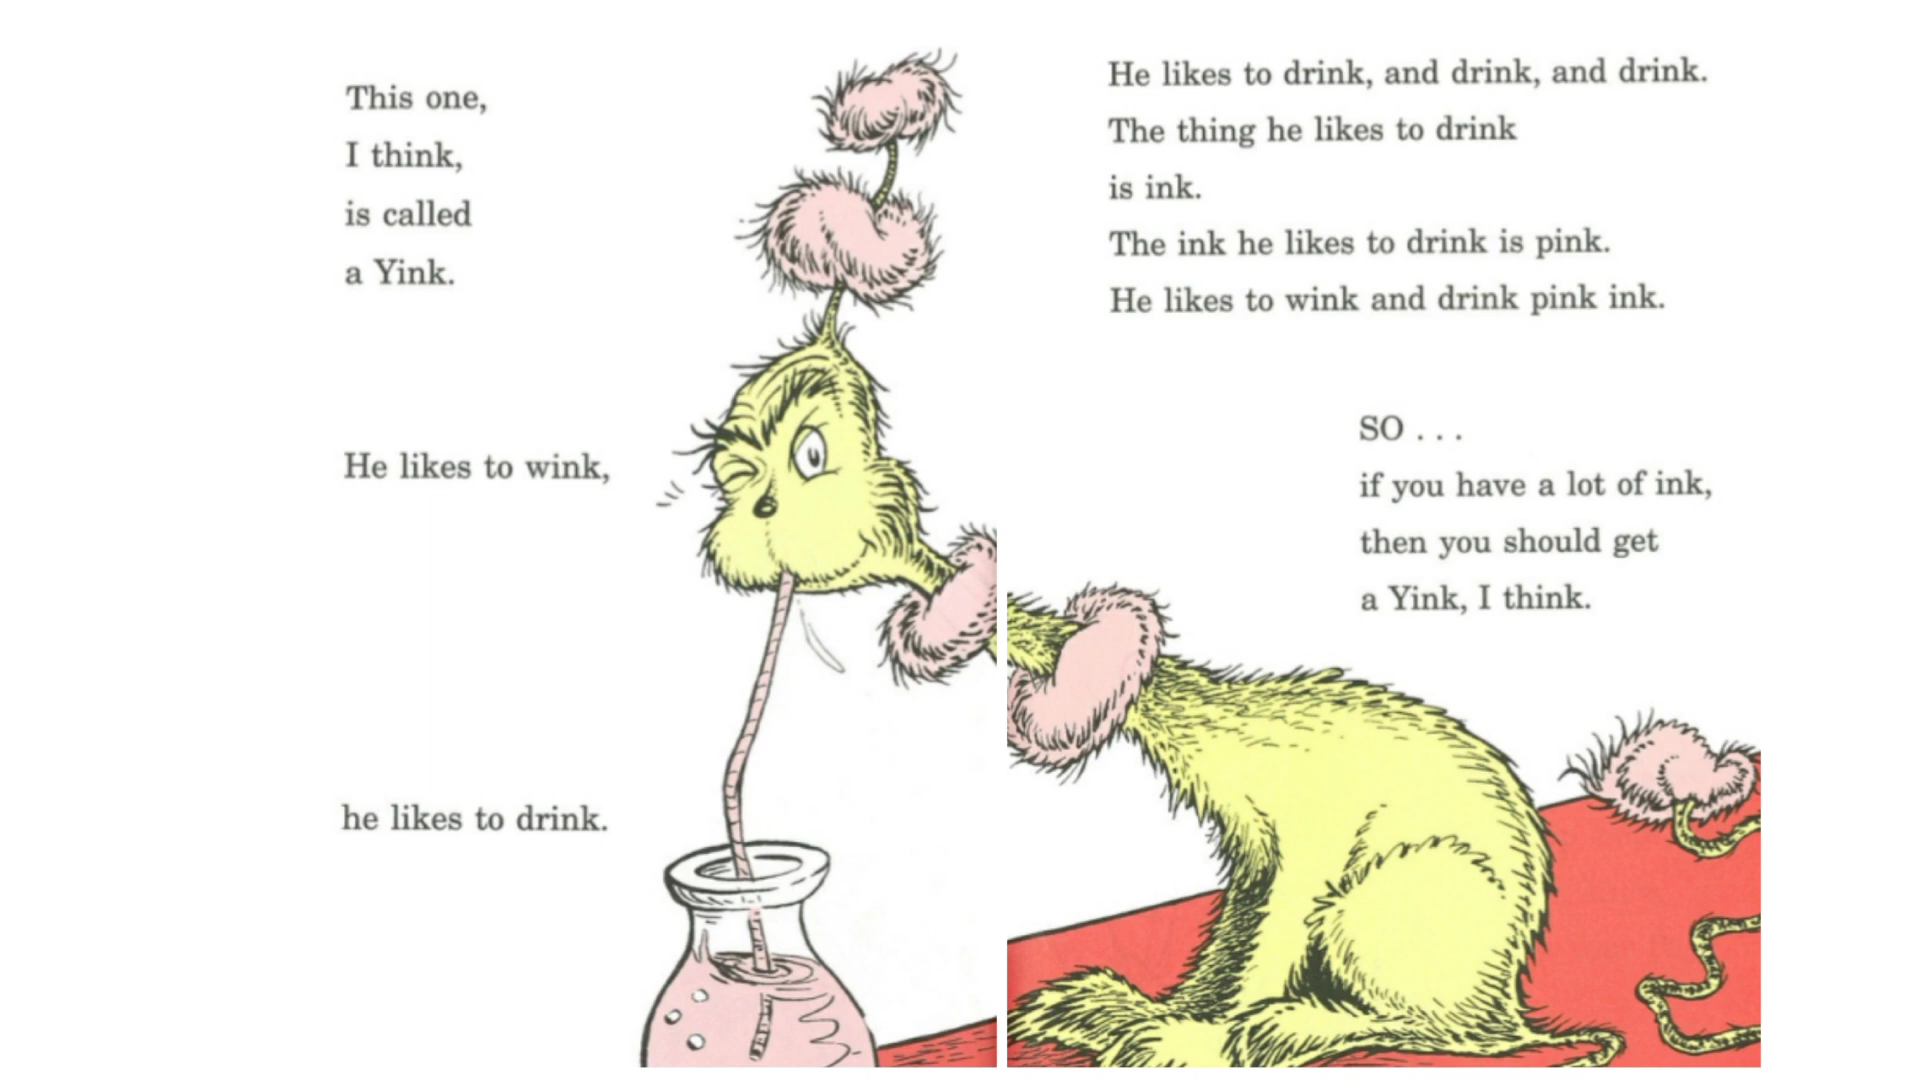 This one,
I think,
is called
a Yink.
He likes to wink,
he likes to drink.
He likes to drink, and drink, and drink.
The thing he likes to drink
is ink.
The ink he likes to drink is pink.
He likes to wink and drink pink ink.
SO . . .
if you have a lot of ink,
then you should get
a Yink, I think.